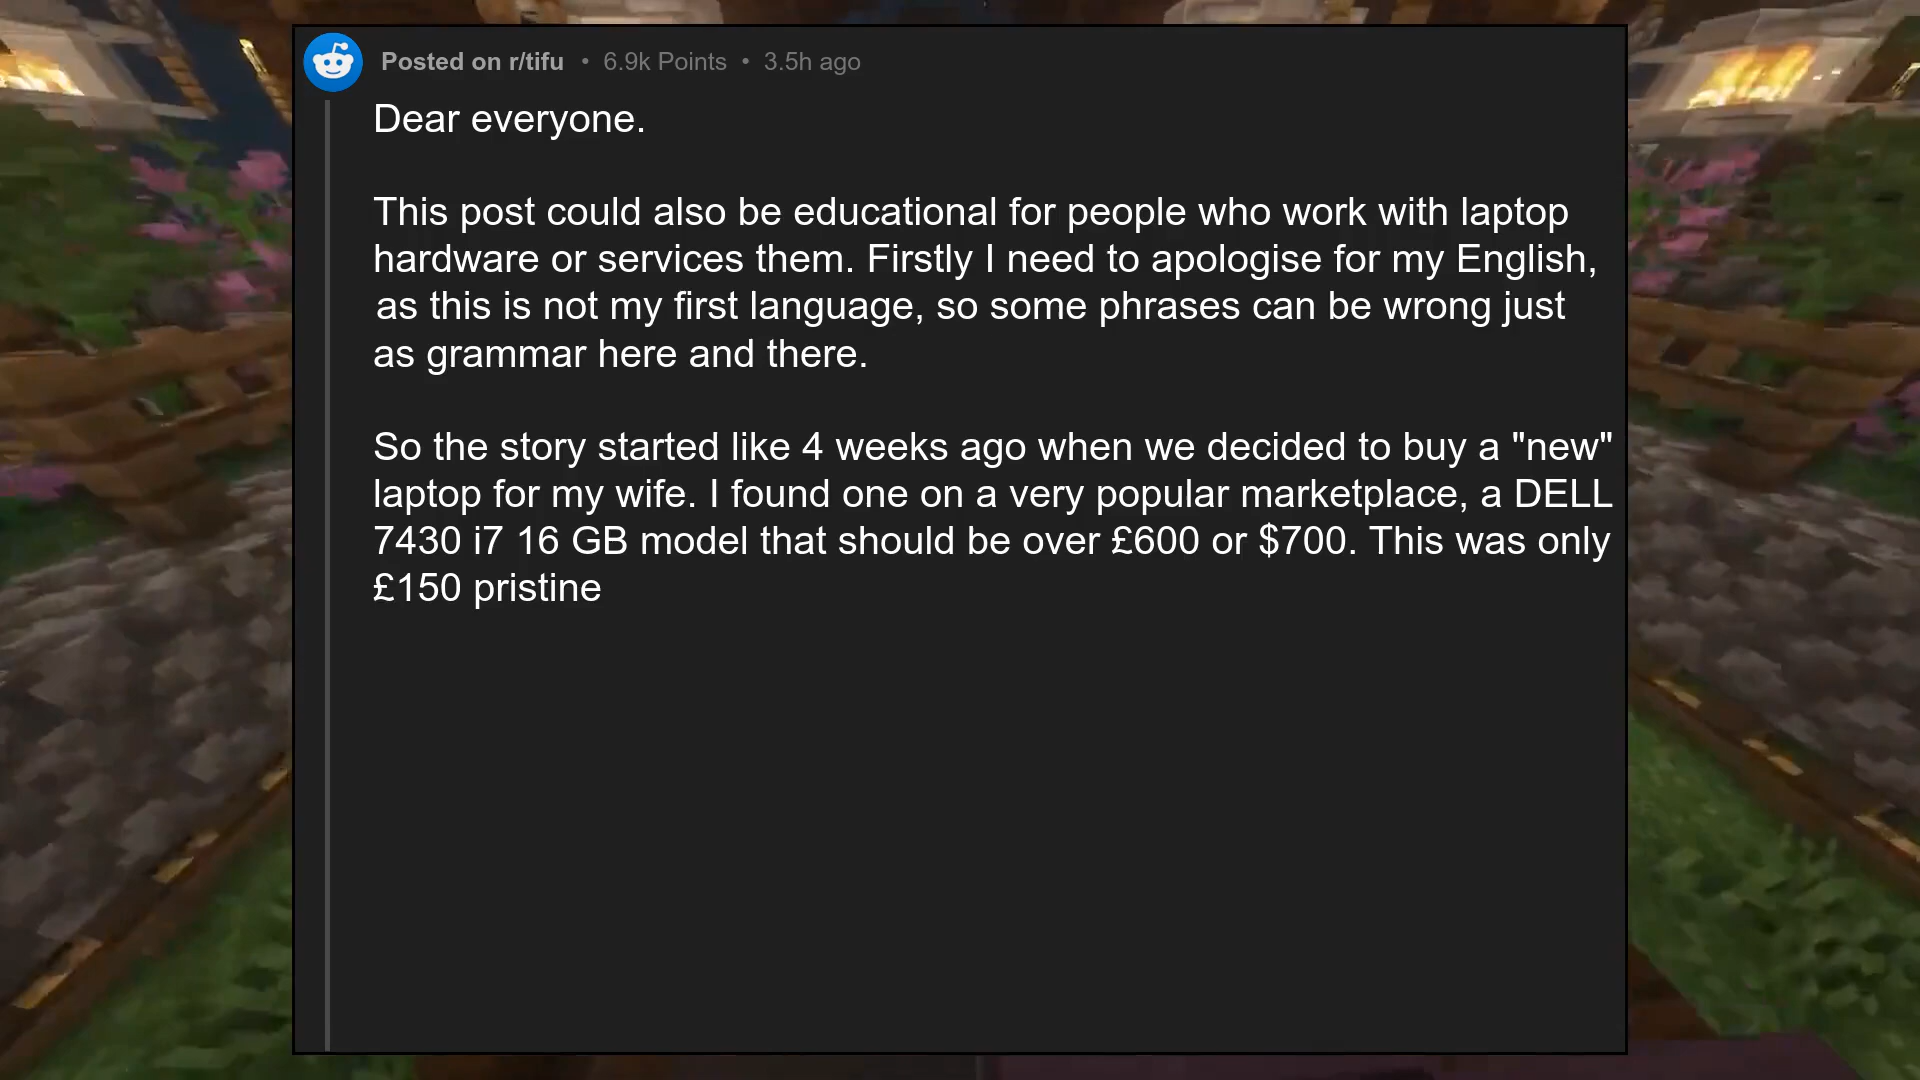 Posted on r/tifu • 6.9k Points • 3.5h ago
Dear everyone.
This post could also be educational for people who work with laptop
hardware or services them. Firstly I need to apologise for my English,
as this is not my first language, so some phrases can be wrong just
as grammar here and there.
So the story started like 4 weeks ago when we decided to buy a "new"
laptop for my wife. I found one on a very popular marketplace, a DELL
7430 i7 16 GB model that should be over £600 or $700. This was only
£150 pristine